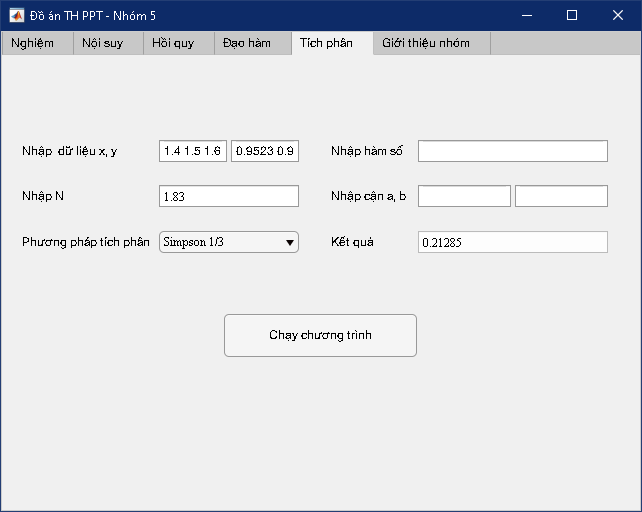 Đồ án TH PPT - Nhóm 5
Nghiệm Nội suy Hồi quy Đạo hàm Tích phân Giới thiệu nhóm
Nhập dữ liệu x, y 1.4 1.5 1.6 0.9523 0.9 Nhập hàm số
Nhập N 1.83 Nhập cận a, b
Phương pháp tích phân Simpson 1/3 Kết quả 0.21285
Chạy chương trình